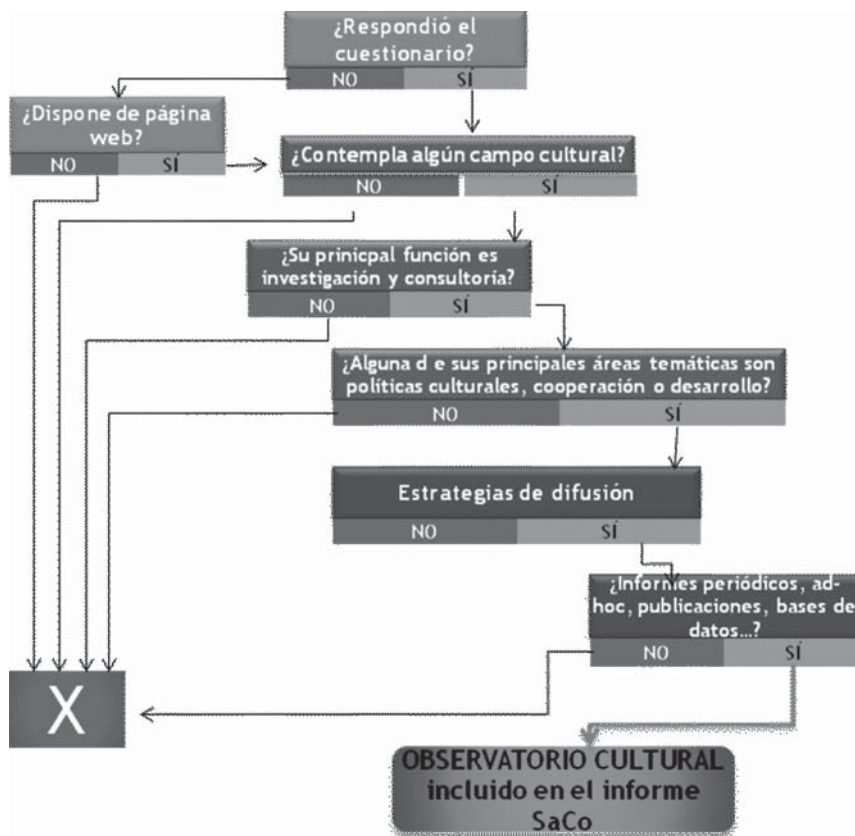 ¿Respondió el
cuestionario?
NO SÍ
¿Dispone de página
web?
NO SÍ
¿Contempla algún campo cultural?
NO SÍ
¿Su prinicpal función es
investigación y consultoría?
NO SÍ
¿Alguna d e sus principales áreas temáticas son
políticas culturales, cooperación o desarrollo?
NO SÍ
Estrategias de difusión
NO SÍ
¿Informes periódicos, ad-
hoc, publicaciones, bases de
datos...?
NO SÍ
X
OBSERVATORIO CULTURAL
incluido en el informe
SaCo